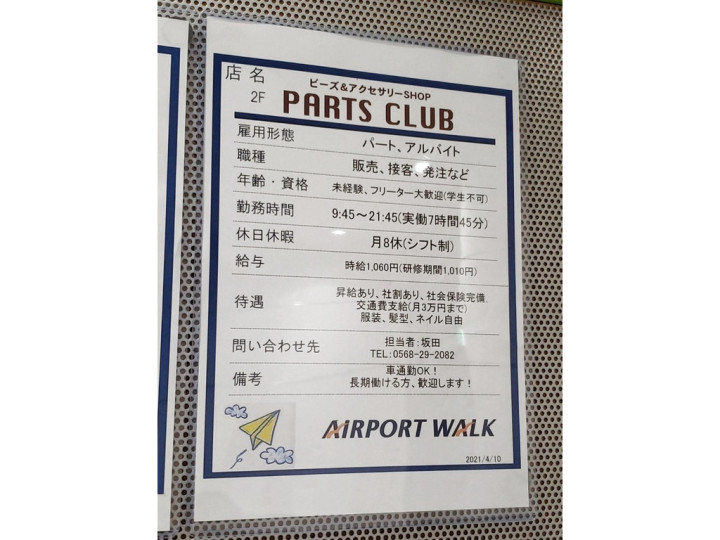 店名
2F
ビーズ&アクセサリーSHOP
PARTS CLUB
雇用形態
パート、アルバイト
職種
販売、接客、発注など
年齢・資格
未経験、フリーター大歓迎(学生不可)
勤務時間
9:45～21:45(実働7時間45分)
休日休暇
月8休(シフト制)
給与
時給1,060円(研修期間1,010円)
待遇
昇給あり、社割あり、社会保険完備
交通費支給(月3万円まで)
服装、髪型、ネイル自由
問い合わせ先
担当者:坂田
TEL:0568-29-2082
備考
車通勤OK!
長期働ける方、歓迎します!
AIRPORT WALK
2021/4/10